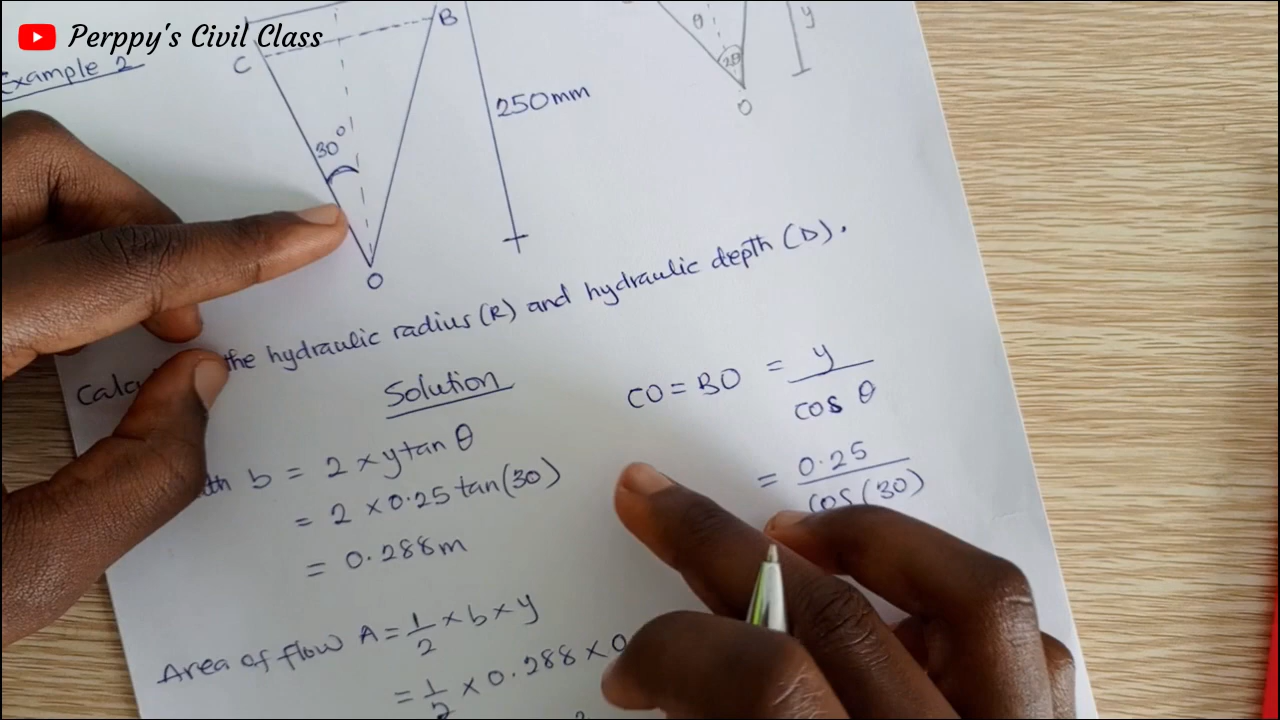 Perppy's Civil Class
Example 2
C
B
30°
250mm
O
θ
2θ
y
O
the hydraulic radius (R) and hydraulic depth (D).
Solution
b = 2 × y tan θ
= 2 × 0.25 tan(30)
= 0.288m
Area of flow A = 1/2 × b × y
= 1/2 × 0.288 × 0
CO = BO = y / cos θ
= 0.25 / cos(30)